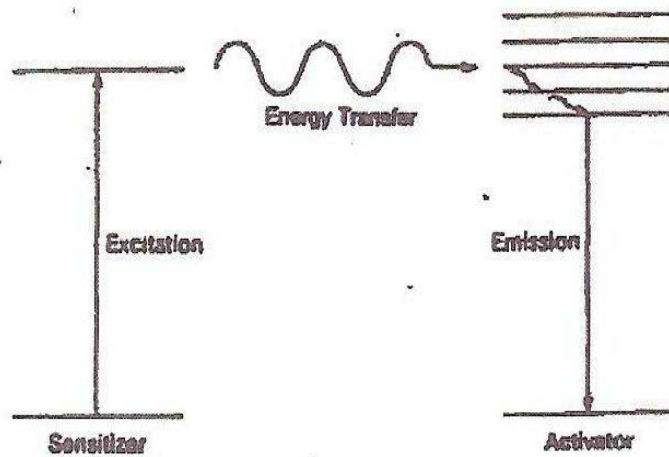 Energy Transfer
Excitation
Emission
Sensitizer
Activator